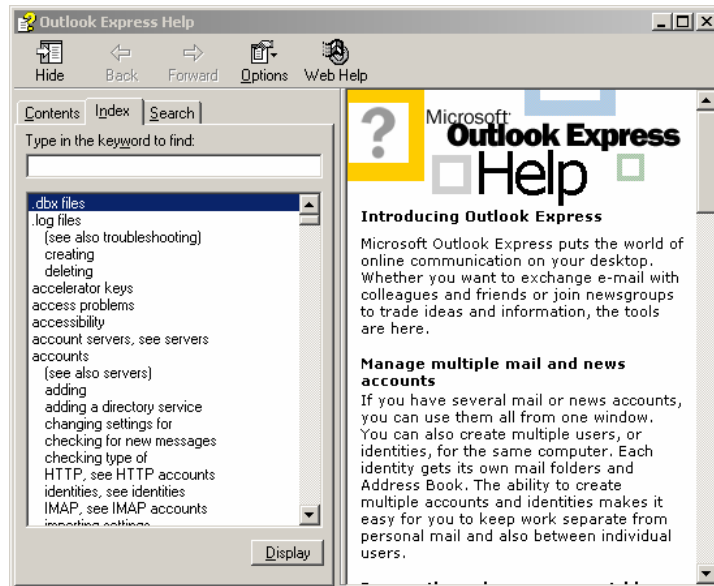 Outlook Express Help
Hide Back Forward Options Web Help
Contents Index Search
Type in the keyword to find:
.dbx files
.log files
(see also troubleshooting)
creating
deleting
accelerator keys
access problems
accessibility
account servers, see servers
accounts
(see also servers)
adding
adding a directory service
changing settings for
checking for new messages
checking type of
HTTP, see HTTP accounts
identities, see identities
IMAP, see IMAP accounts
importing settings
Display
?
Microsoft
Outlook Express
Help
Introducing Outlook Express
Microsoft Outlook Express puts the world of
online communication on your desktop.
Whether you want to exchange e-mail with
colleagues and friends or join newsgroups
to trade ideas and information, the tools
are here.
Manage multiple mail and news
accounts
If you have several mail or news accounts,
you can use them all from one window.
You can also create multiple users, or
identities, for the same computer. Each
identity gets its own mail folders and
Address Book. The ability to create
multiple accounts and identities makes it
easy for you to keep work separate from
personal mail and also between individual
users.